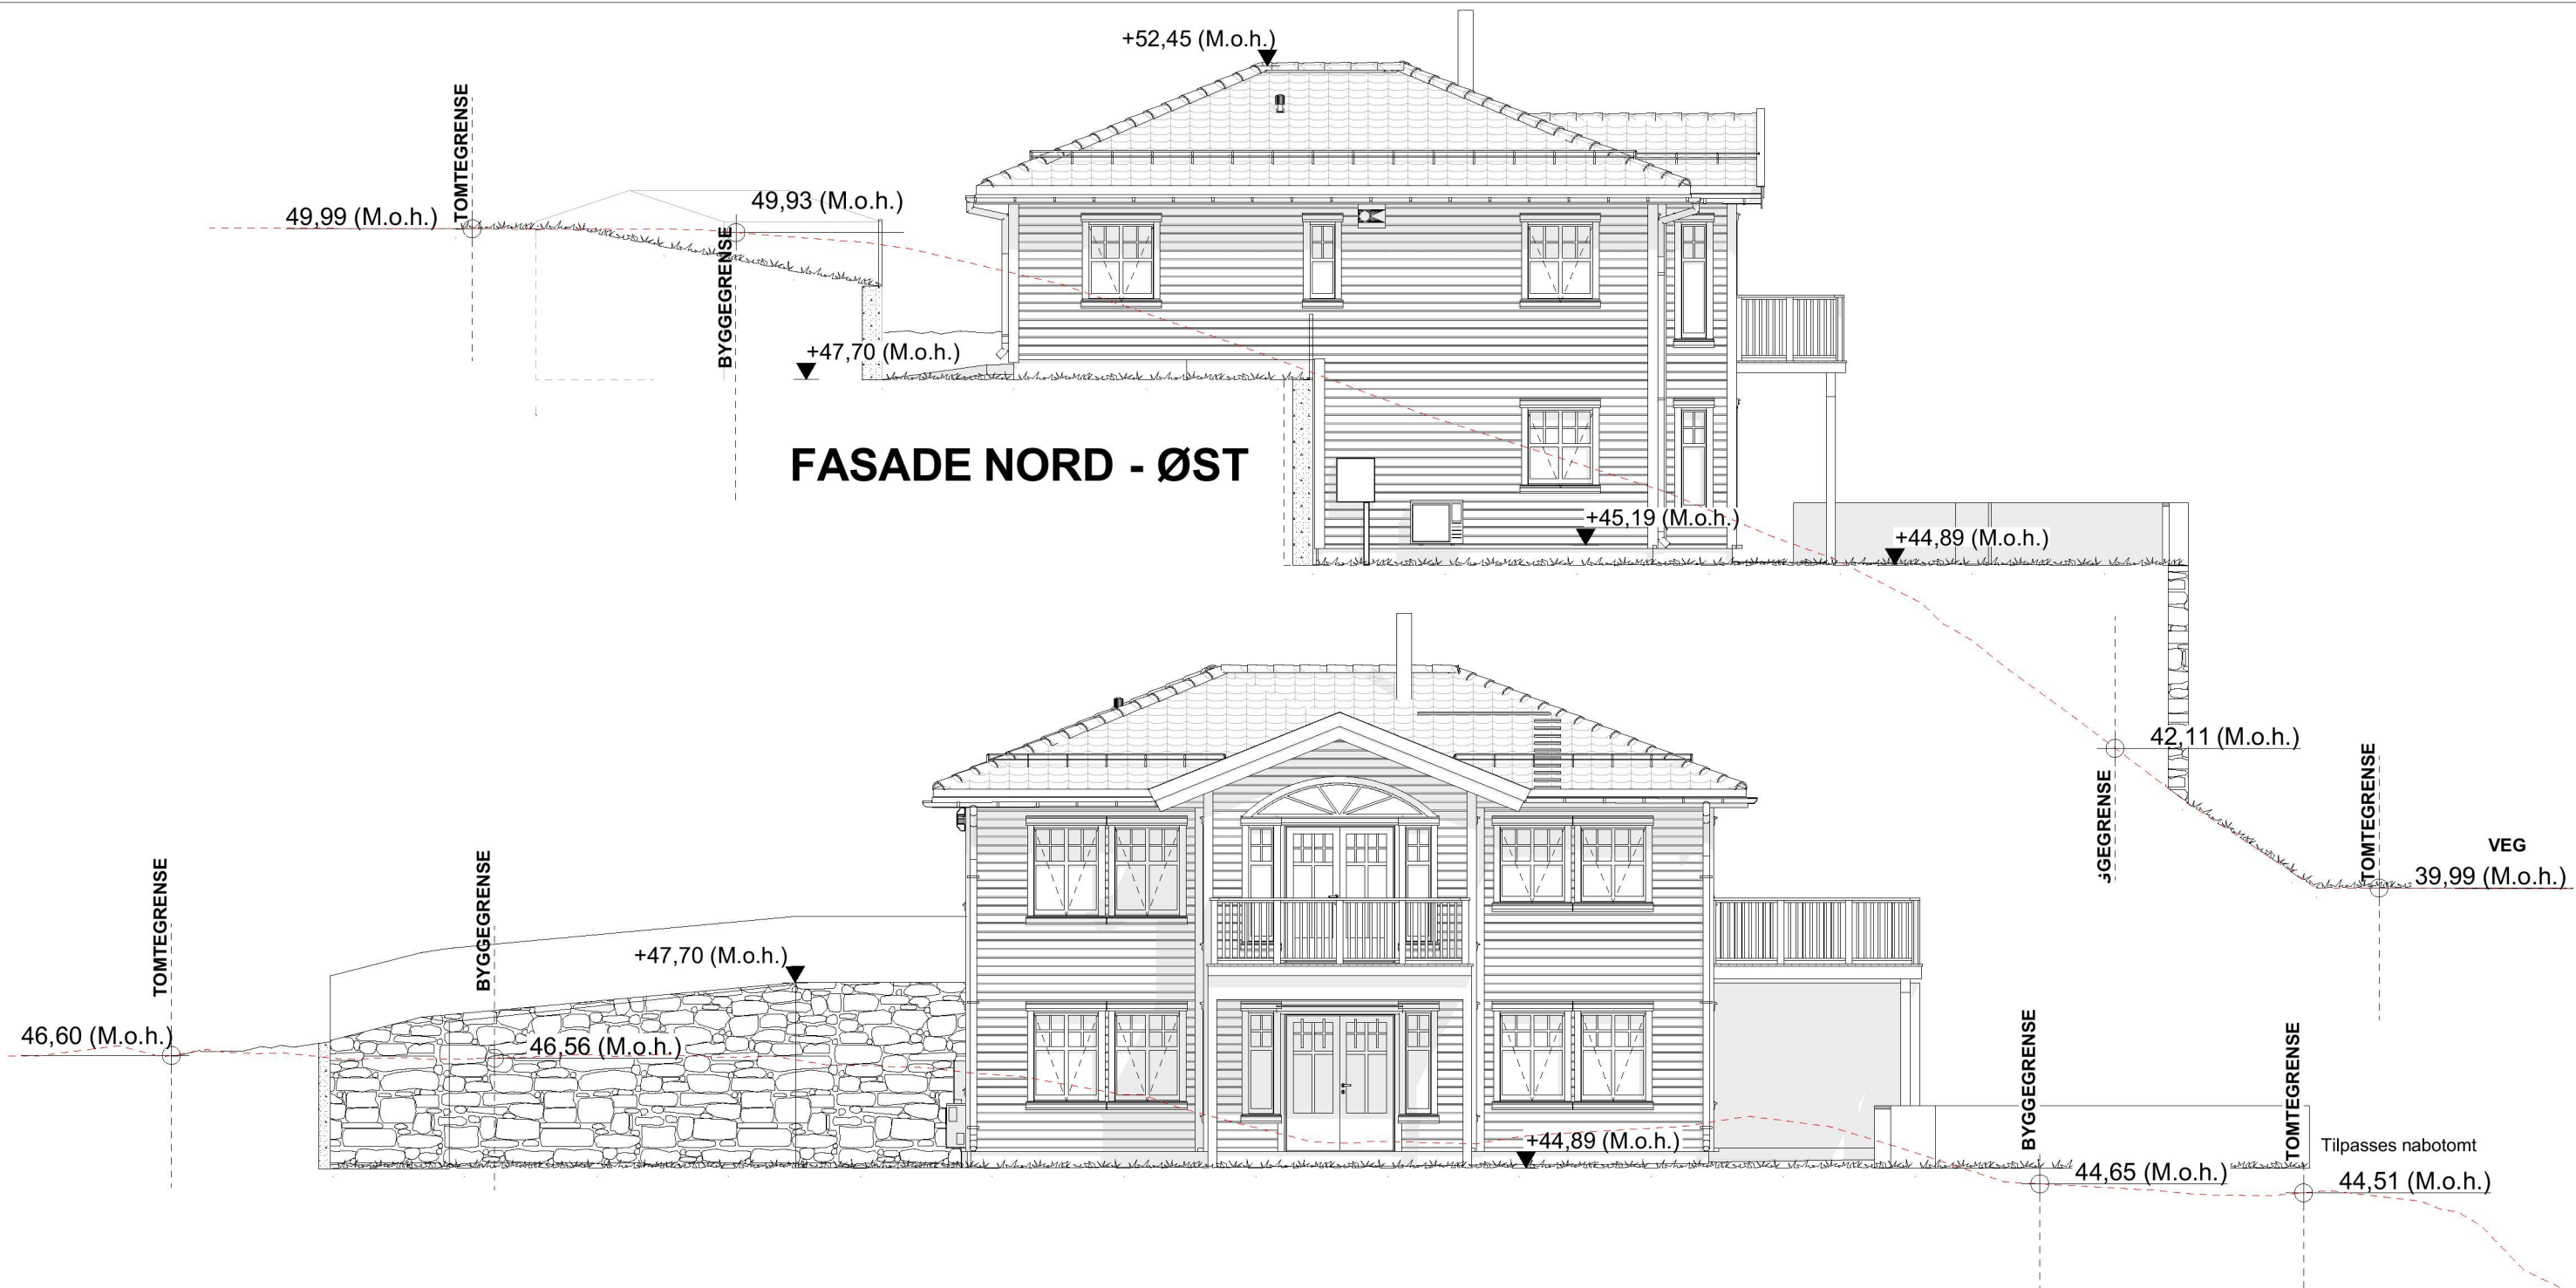 +52,45 (M.o.h.)
TOMTEGRENSE
49,99 (M.o.h.)
49,93 (M.o.h.)
BYGGEGRENSE
+47,70 (M.o.h.)
FASADE NORD - ØST
+45,19 (M.o.h.)
+44,89 (M.o.h.)
42,11 (M.o.h.)
GEGRENSE
TOMTEGRENSE
VEG
39,99 (M.o.h.)
TOMTEGRENSE
BYGGEGRENSE
+47,70 (M.o.h.)
46,60 (M.o.h.)
46,56 (M.o.h.)
+44,89 (M.o.h.)
BYGGEGRENSE
TOMTEGRENSE
Tilpasses nabotomt
44,65 (M.o.h.)
44,51 (M.o.h.)